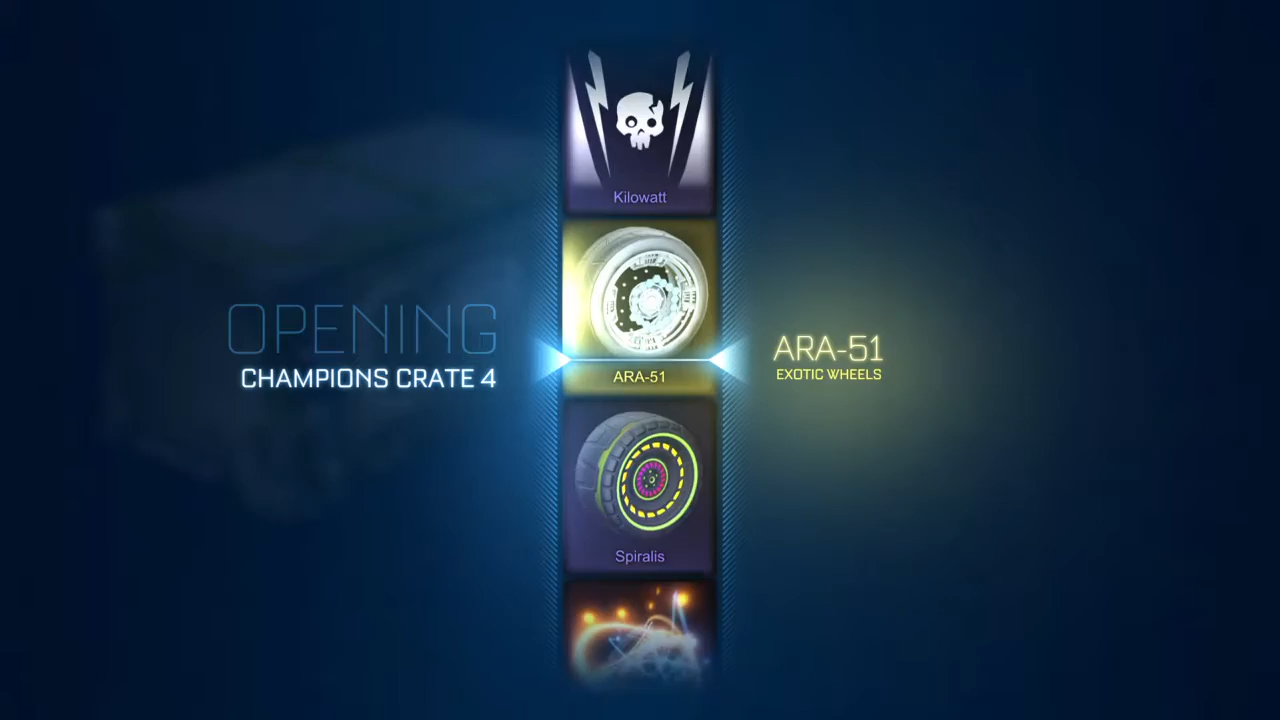 Kilowatt
OPENING
CHAMPIONS CRATE 4
ARA-51
ARA-51
EXOTIC WHEELS
Spiralis